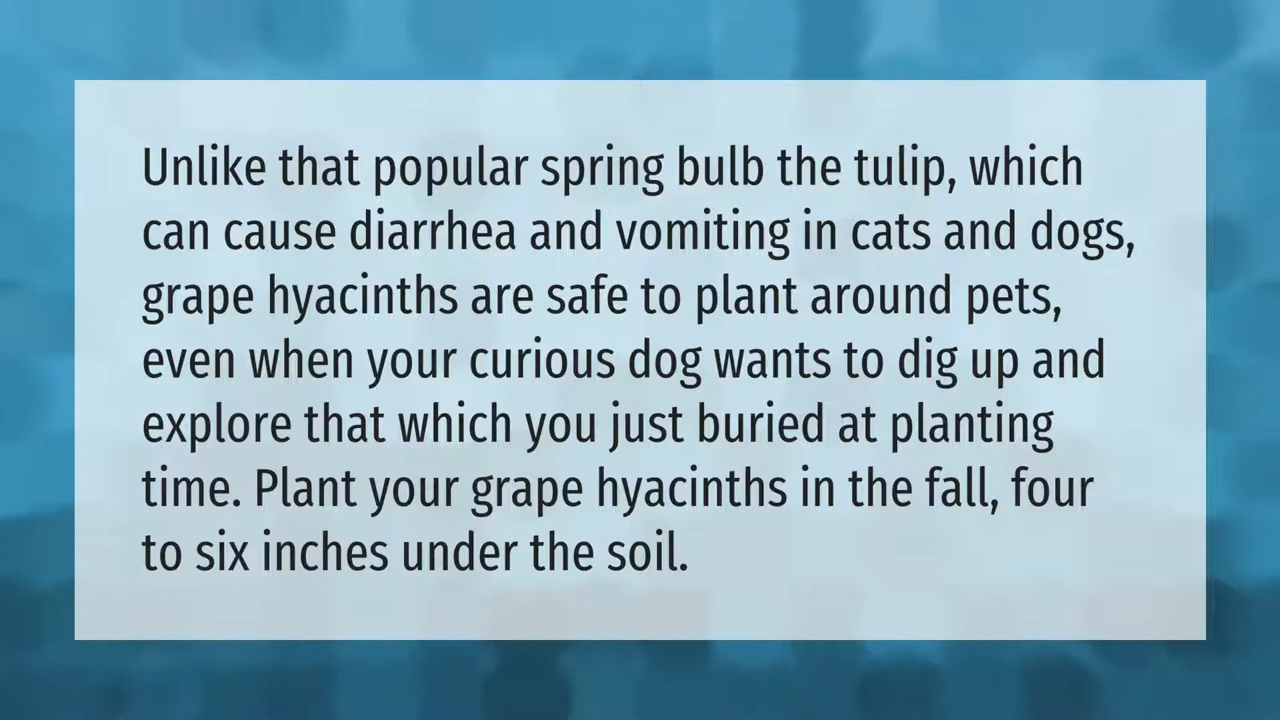 Unlike that popular spring bulb the tulip, which
can cause diarrhea and vomiting in cats and dogs,
grape hyacinths are safe to plant around pets,
even when your curious dog wants to dig up and
explore that which you just buried at planting
time. Plant your grape hyacinths in the fall, four
to six inches under the soil.